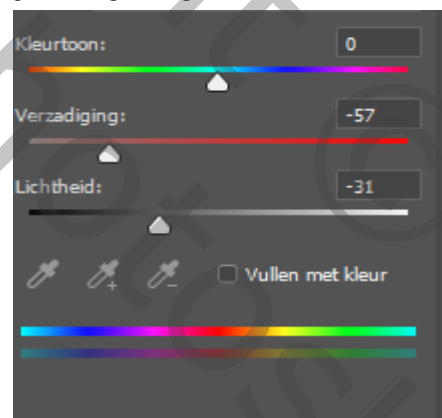 Kleurtoon: 0
Verzadiging: -57
Lichtheid: -31
Vullen met kleur